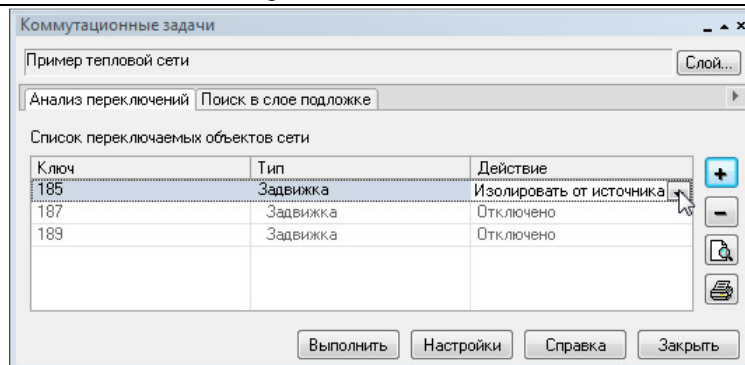 Коммутационные задачи
Пример тепловой сети
Слой...
Анализ переключений Поиск в слое подложке
Список переключаемых объектов сети
Ключ Тип Действие
185 Задвижка Изолировать от источника
187 Задвижка Отключено
189 Задвижка Отключено
Выполнить Настройки Справка Закрыть